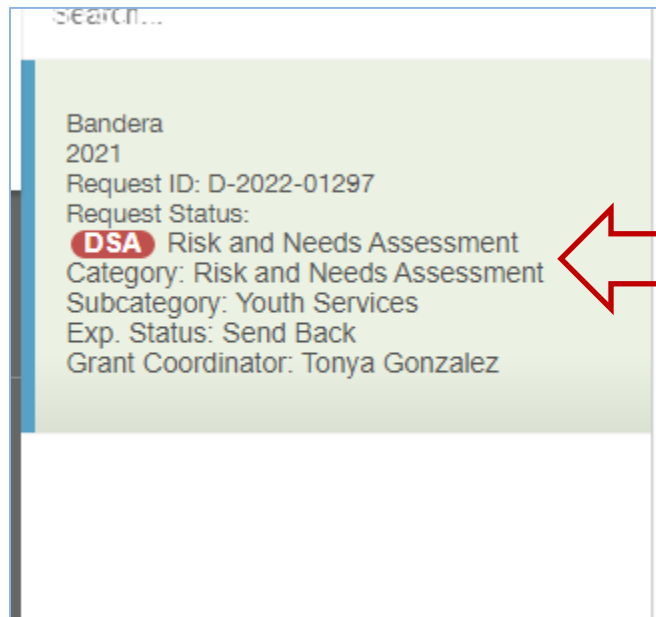 Search...
Bandera
2021
Request ID: D-2022-01297
Request Status:
DSA Risk and Needs Assessment
Category: Risk and Needs Assessment
Subcategory: Youth Services
Exp. Status: Send Back
Grant Coordinator: Tonya Gonzalez